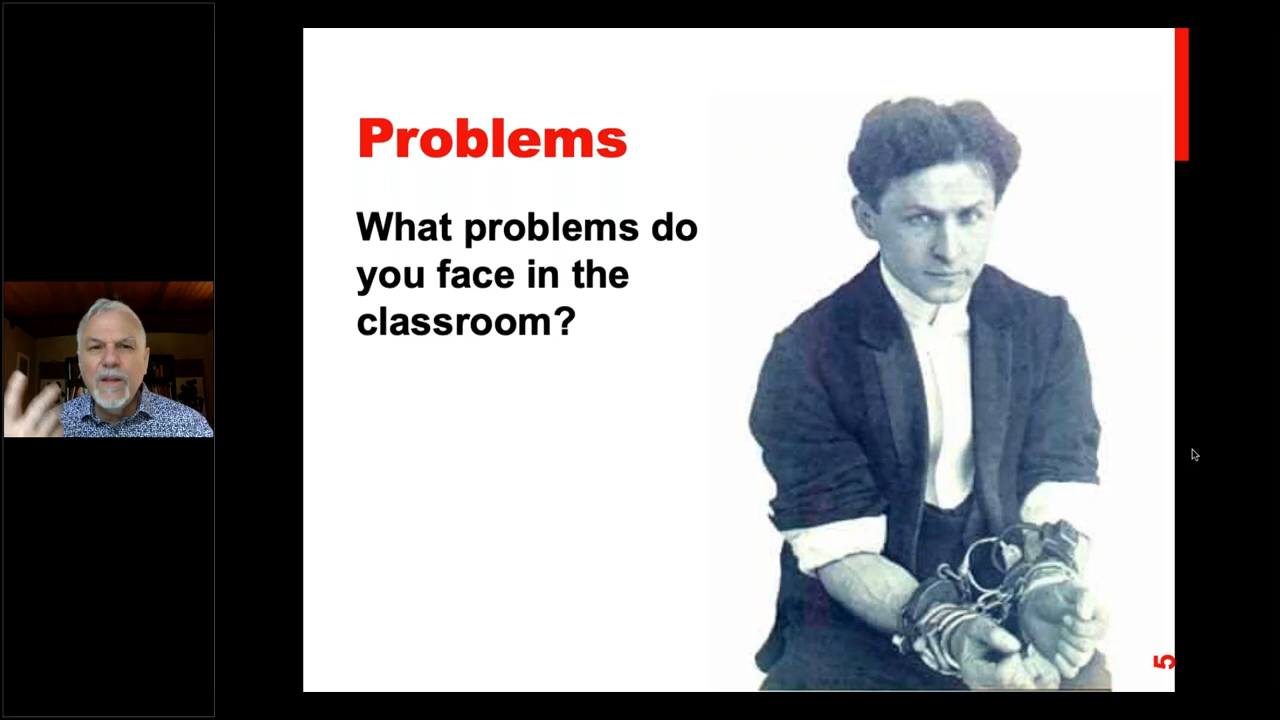 Problems
What problems do
you face in the
classroom?
5